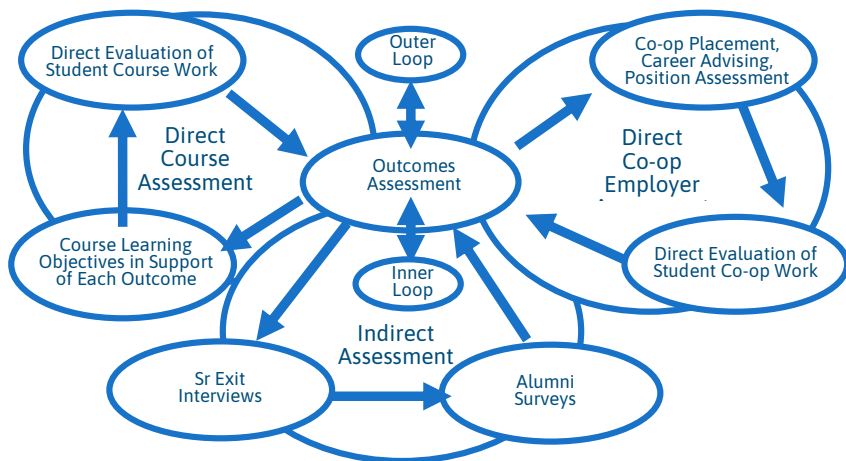 Direct Evaluation of
Student Course Work
Outer
Loop
Co-op Placement,
Career Advising,
Position Assessment
Direct
Course
Assessment
Outcomes
Assessment
Direct
Co-op
Employer
Course Learning
Objectives in Support
of Each Outcome
Inner
Loop
Direct Evaluation of
Student Co-op Work
Indirect
Assessment
Sr Exit
Interviews
Alumni
Surveys